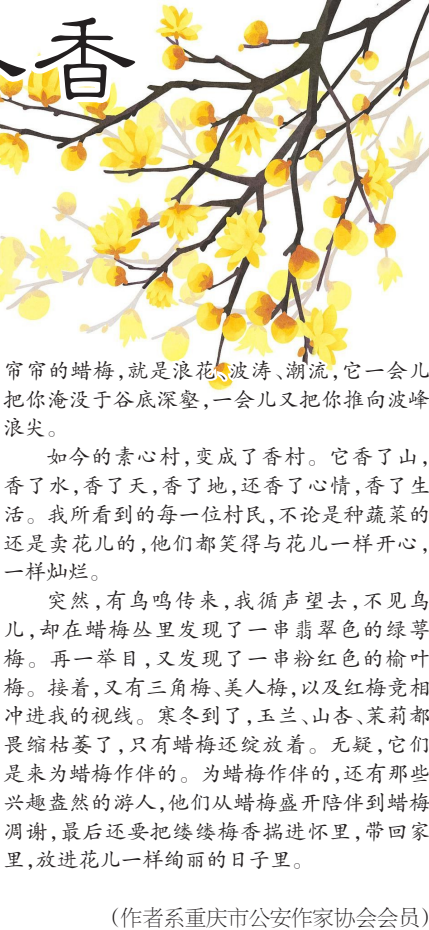 香
帘帘的蜡梅，就是浪花、波涛、潮流，它一会儿
把你淹没于谷底深壑，一会儿又把你推向波峰
浪尖。
如今的素心村，变成了香村。它香了山，
香了水，香了天，香了地，还香了心情，香了生
活。我所看到的每一位村民，不论是种蔬菜的
还是卖花儿的，他们都笑得与花儿一样开心，
一样灿烂。
突然，有鸟鸣传来，我循声望去，不见鸟
儿，却在蜡梅丛里发现了一串翡翠色的绿萼
梅。再一举目，又发现了一串粉红色的榆叶
梅。接着，又有三角梅、美人梅，以及红梅竞相
冲进我的视线。寒冬到了，玉兰、山杏、茉莉都
畏缩枯萎了，只有蜡梅还绽放着。无疑，它们
是来为蜡梅作伴的。为蜡梅作伴的，还有那些
兴趣盎然的游人，他们从蜡梅盛开陪伴到蜡梅
凋谢，最后还要把缕缕梅香揣进怀里，带回家
里，放进花儿一样绚丽的日子里。
（作者系重庆市公安作家协会会员）